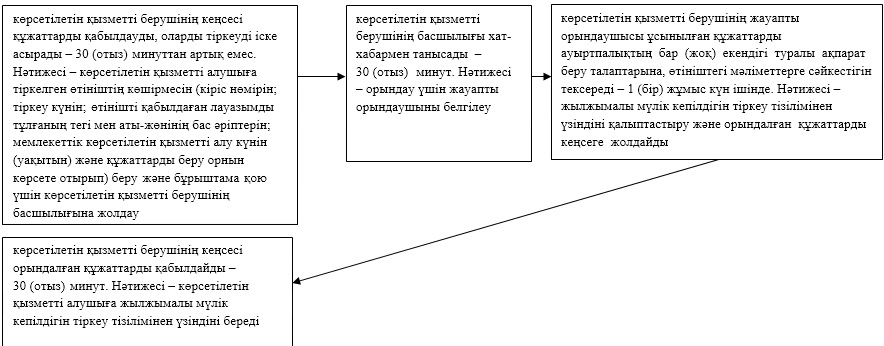 көрсетілетін қызметті берушінің кеңсесі
құжаттарды қабылдауды, оларды тіркеуді іске
асырады – 30 (отыз) минуттан артық емес.
Нәтижесі – көрсетілетін қызметті алушыға
тіркелген өтініштің көшірмесін (кіріс нөмірін;
тіркеу күнін; өтінішті қабылдаған лауазымды
тұлғаның тегі мен аты-жөнінің бас әріптерін;
мемлекеттік көрсетілетін қызметті алу күнін
(уақытын) және құжаттарды беру орнын
көрсете отырып) беру және бұрыштама қою
үшін көрсетілетін қызметті берушінің
басшылығына жолдау
көрсетілетін қызметті
берушінің басшылығы хат-
хабармен танысады –
30 (отыз) минут. Нәтижесі
– орындау үшін жауапты
орындаушыны белгілеу
көрсетілетін қызметті берушінің жауапты
орындаушысы ұсынылған құжаттарды
ауыртпалықтың бар (жоқ) екендігі туралы ақпарат
беру талаптарына, өтініштегі мәліметтерге сәйкестігін
тексереді – 1 (бір) жұмыс күн ішінде. Нәтижесі –
жылжымалы мүлік кепілдігін тіркеу тізілімінен
үзіндіні қалыптастыру және орындалған құжаттарды
кеңсеге жолдайды
көрсетілетін қызметті берушінің кеңсесі
орындалған құжаттарды қабылдайды –
30 (отыз) минут. Нәтижесі – көрсетілетін
қызметті алушыға жылжымалы мүлік
кепілдігін тіркеу тізілімінен үзіндіні береді